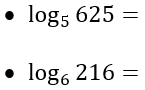 • log₅ 625 =
• log₆ 216 =